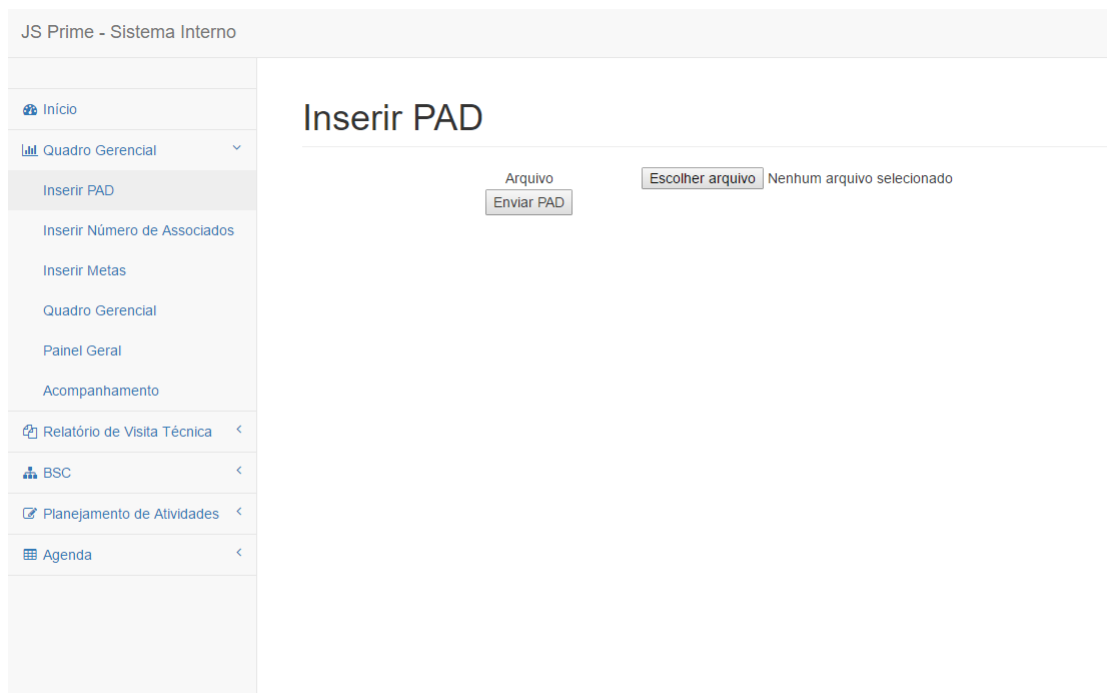 JS Prime - Sistema Interno
Início
Quadro Gerencial
Inserir PAD
Inserir Número de Associados
Inserir Metas
Quadro Gerencial
Painel Geral
Acompanhamento
Relatório de Visita Técnica
BSC
Planejamento de Atividades
Agenda
Inserir PAD
Arquivo Escolher arquivo Nenhum arquivo selecionado
Enviar PAD